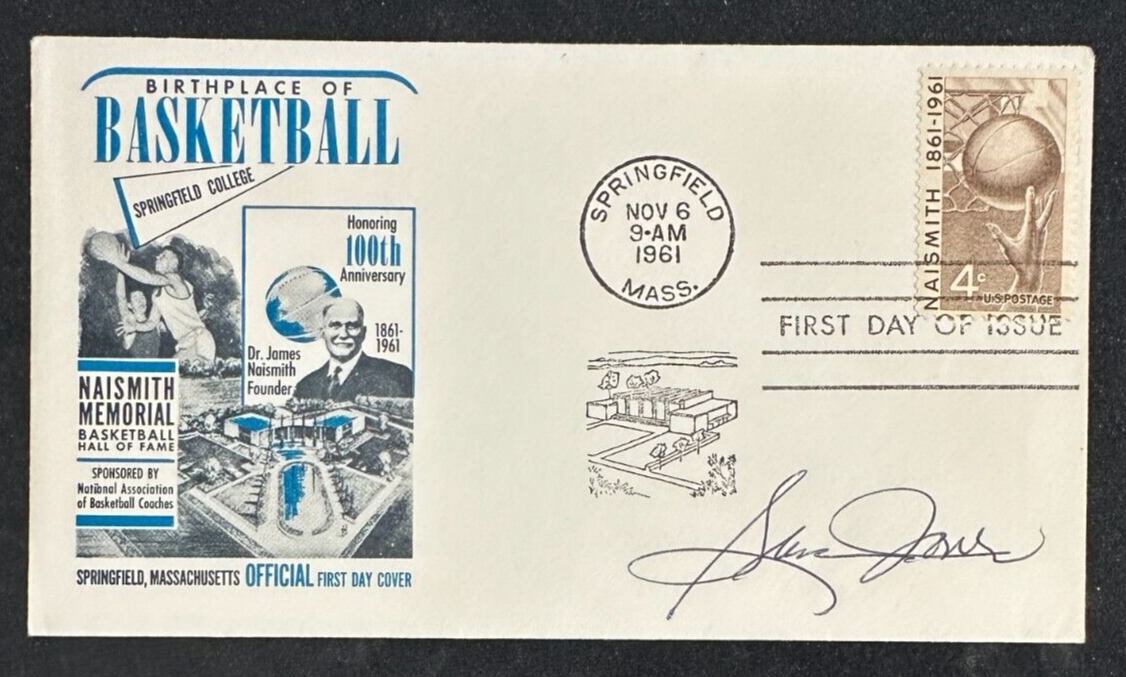 BIRTHPLACE OF
BASKETBALL
SPRINGFIELD COLLEGE
Honoring
100th
Anniversary
1861-
1961
Dr. James
Naismith
Founder
NAISMITH
MEMORIAL
BASKETBALL
HALL OF FAME
SPONSORED BY
National Association
of Basketball Coaches
SPRINGFIELD, MASSACHUSETTS OFFICIAL FIRST DAY COVER
SPRINGFIELD
NOV 6
9-AM
1961
MASS.
NAISMITH 1861-1961
4c
U.S. POSTAGE
FIRST DAY OF ISSUE
Jones